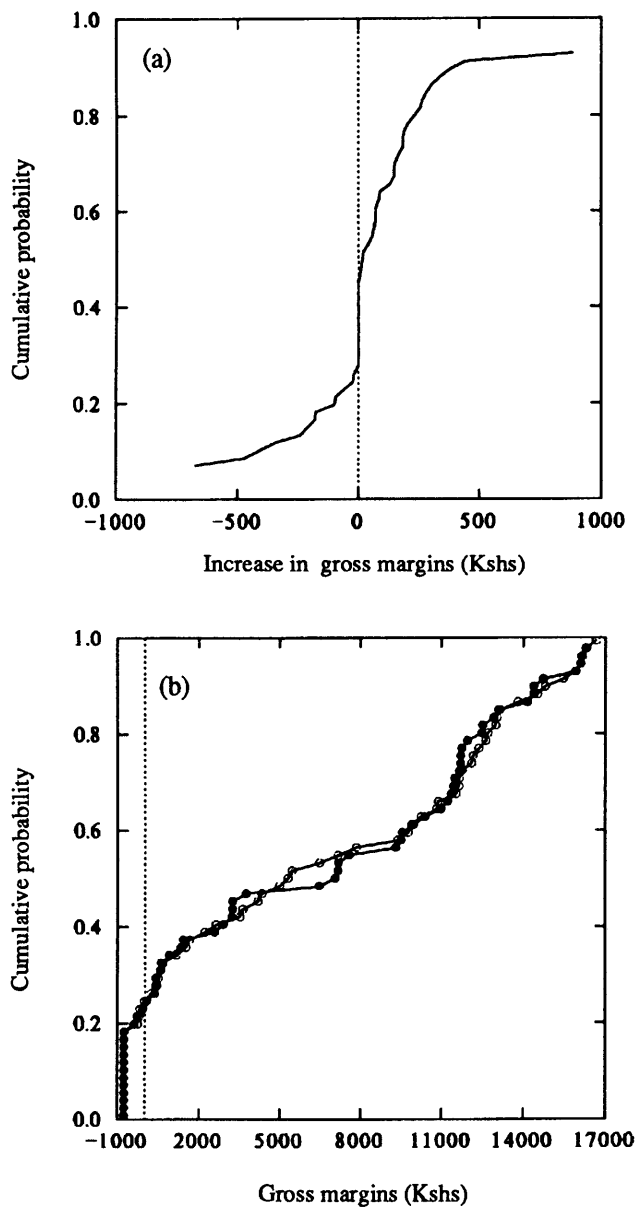 (a)
1.0
0.8
0.6
0.4
0.2
0.0
Cumulative probability
−1000 −500 0 500 1000
Increase in gross margins (Kshs)
(b)
1.0
0.8
0.6
0.4
0.2
0.0
Cumulative probability
−1000 2000 5000 8000 11000 14000 17000
Gross margins (Kshs)